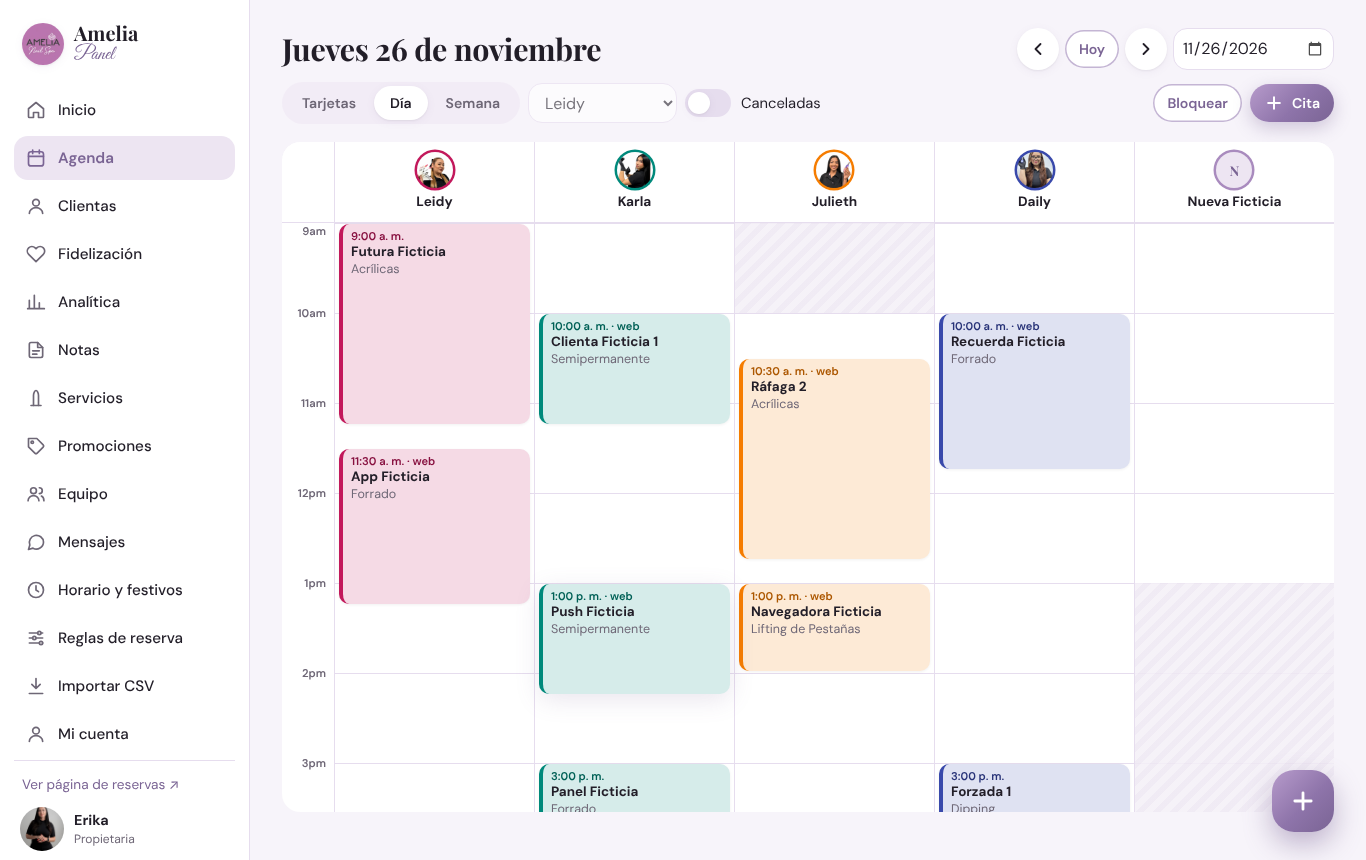 AMELIA
Nail Spa
Amelia
Panel
Inicio
Agenda
Clientas
Fidelización
Analítica
Notas
Servicios
Promociones
Equipo
Mensajes
Horario y festivos
Reglas de reserva
Importar CSV
Mi cuenta
Ver página de reservas ↗
Erika
Propietaria
Jueves 26 de noviembre
Hoy
11/26/2026
Tarjetas
Día
Semana
Leidy
Canceladas
Bloquear
+ Cita
Leidy
Karla
Julieth
Daily
N
Nueva Ficticia
9am
10am
11am
12pm
1pm
2pm
3pm
9:00 a. m.
Futura Ficticia
Acrílicas
11:30 a. m. · web
App Ficticia
Forrado
10:00 a. m. · web
Clienta Ficticia 1
Semipermanente
1:00 p. m. · web
Push Ficticia
Semipermanente
3:00 p. m.
Panel Ficticia
Forrado
10:30 a. m. · web
Ráfaga 2
Acrílicas
1:00 p. m. · web
Navegadora Ficticia
Lifting de Pestañas
10:00 a. m. · web
Recuerda Ficticia
Forrado
3:00 p. m.
Forzada 1
Dipping
+